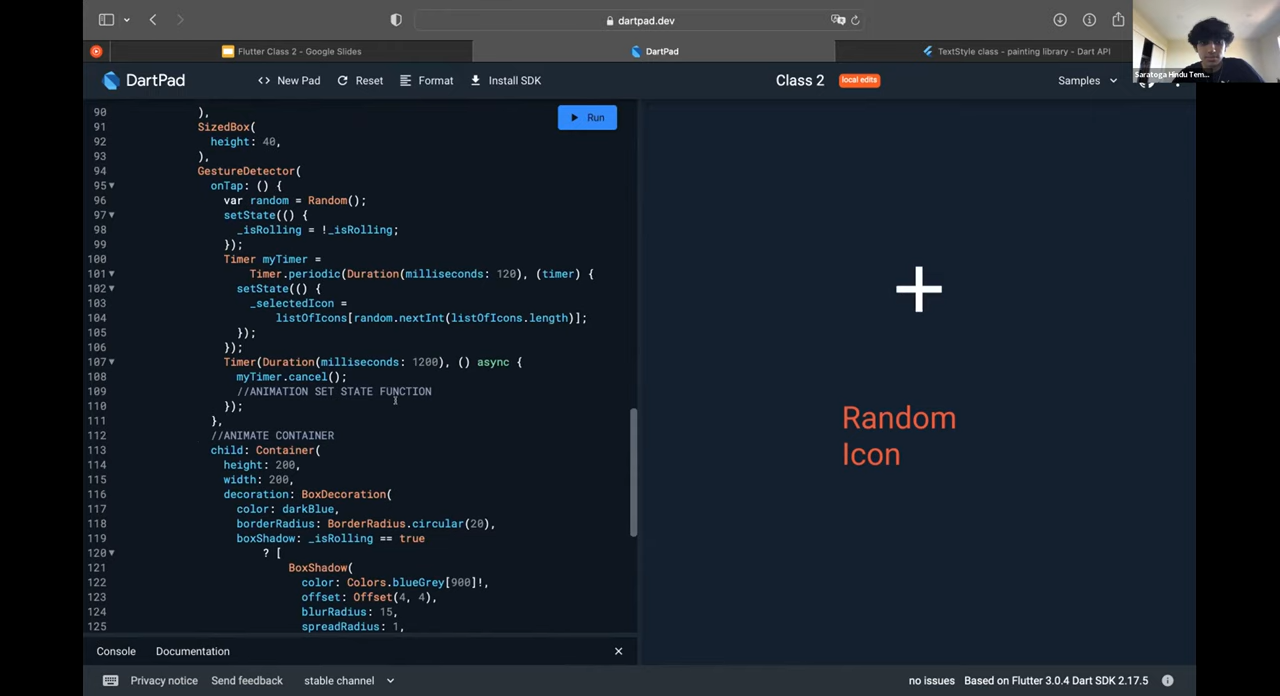 dartpad.dev
Flutter Class 2 - Google Slides
DartPad
TextStyle class - painting library - Dart API
Saratoga Hindu Tem...
DartPad
<> New Pad
Reset
Format
Install SDK
Class 2
local edits
Samples
Run
90 ),
91 SizedBox(
92 height: 40,
93 ),
94 GestureDetector(
95 onTap: () {
96 var random = Random();
97 setState(() {
98 _isRolling = !_isRolling;
99 });
100 Timer myTimer =
101 Timer.periodic(Duration(milliseconds: 120), (timer) {
102 setState(() {
103 _selectedIcon =
104 listOfIcons[random.nextInt(listOfIcons.length)];
105 });
106 });
107 Timer(Duration(milliseconds: 1200), () async {
108 myTimer.cancel();
109 //ANIMATION SET STATE FUNCTION
110 });
111 },
112 //ANIMATE CONTAINER
113 child: Container(
114 height: 200,
115 width: 200,
116 decoration: BoxDecoration(
117 color: darkBlue,
118 borderRadius: BorderRadius.circular(20),
119 boxShadow: _isRolling == true
120 ? [
121 BoxShadow(
122 color: Colors.blueGrey[900]!,
123 offset: Offset(4, 4),
124 blurRadius: 15,
125 spreadRadius: 1,
Random
Icon
Console
Documentation
Privacy notice
Send feedback
stable channel
no issues
Based on Flutter 3.0.4 Dart SDK 2.17.5